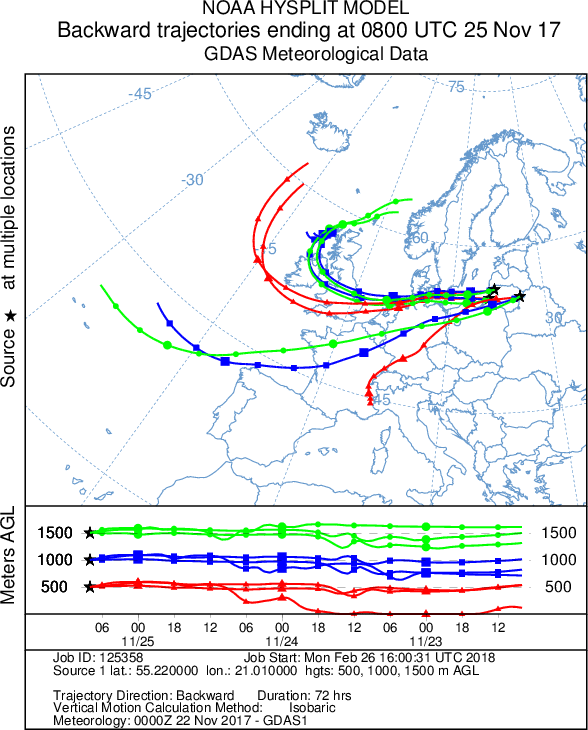 NOAA HYSPLIT MODEL
Backward trajectories ending at 0800 UTC 25 Nov 17
GDAS Meteorological Data
Source ★ at multiple locations
-45
75
-30
-15
60
45
30
45
Meters AGL
1500 1500
1000 1000
500 500
06 00 18 12 06 00 18 12 06 00 18 12
11/25 11/24 11/23
Job ID: 125358 Job Start: Mon Feb 26 16:00:31 UTC 2018
Source 1 lat.: 55.220000 lon.: 21.010000 hgts: 500, 1000, 1500 m AGL
Trajectory Direction: Backward Duration: 72 hrs
Vertical Motion Calculation Method: Isobaric
Meteorology: 0000Z 22 Nov 2017 - GDAS1